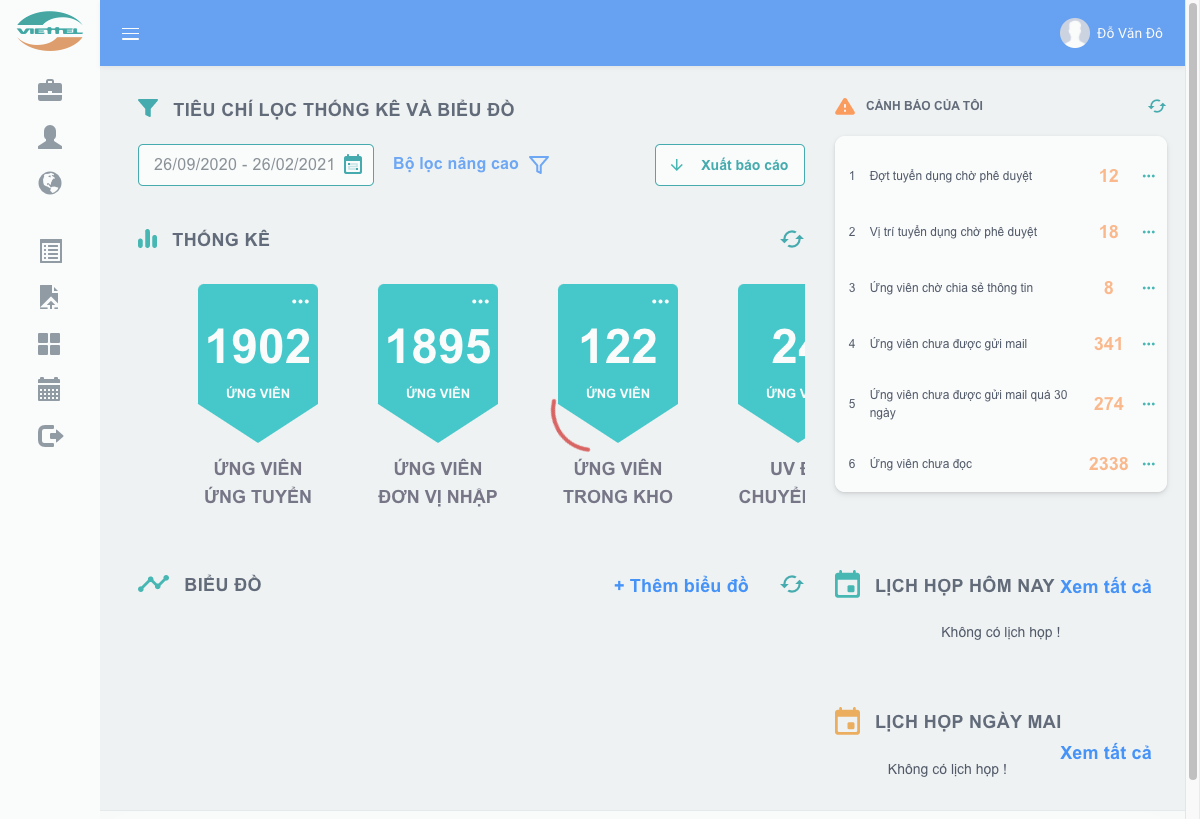 VIETTEL
Đỗ Văn Đô
TIÊU CHÍ LỌC THỐNG KÊ VÀ BIỂU ĐỒ
26/09/2020 - 26/02/2021
Bộ lọc nâng cao
Xuất báo cáo
THỐNG KÊ
1902
ỨNG VIÊN
ỨNG VIÊN
ỨNG TUYỂN
1895
ỨNG VIÊN
ỨNG VIÊN
ĐƠN VỊ NHẬP
122
ỨNG VIÊN
ỨNG VIÊN
TRONG KHO
ỨNG
UV
BIỂU ĐỒ
+ Thêm biểu đồ
CẢNH BÁO CỦA TÔI
1 Đợt tuyển dụng chờ phê duyệt 12
2 Vị trí tuyển dụng chờ phê duyệt 18
3 Ứng viên chờ chia sẻ thông tin 8
4 Ứng viên chưa được gửi mail 341
5 Ứng viên chưa được gửi mail quá 30
ngày 274
6 Ứng viên chưa đọc 2338
LỊCH HỌP HÔM NAY Xem tất cả
Không có lịch họp !
LỊCH HỌP NGÀY MAI
Xem tất cả
Không có lịch họp !